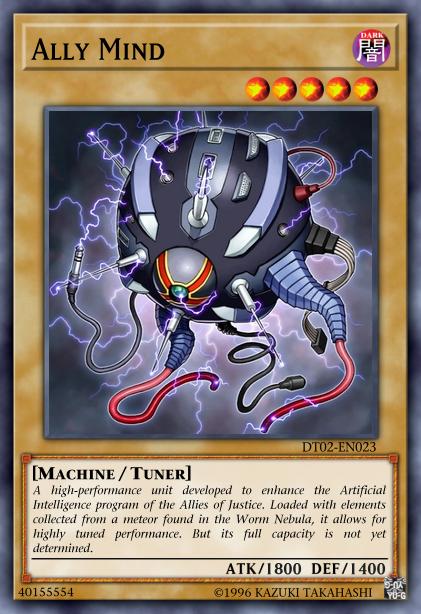 ALLY MIND
DARK
闇
DT02-EN023
[MACHINE / TUNER]
A high-performance unit developed to enhance the Artificial
Intelligence program of the Allies of Justice. Loaded with elements
collected from a meteor found in the Worm Nebula, it allows for
highly tuned performance. But its full capacity is not yet
determined.
ATK/1800 DEF/1400
40155554
©1996 KAZUKI TAKAHASHI